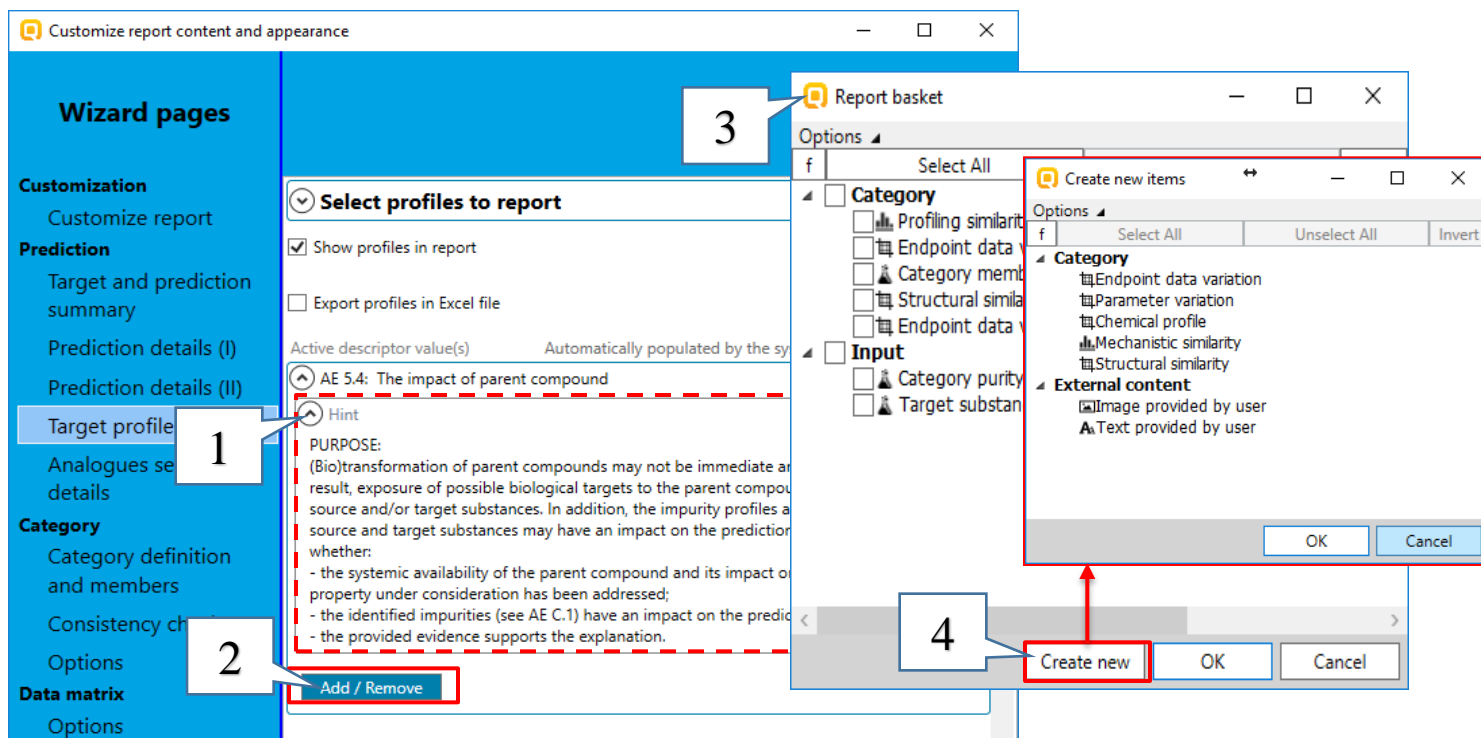 Customize report content and appearance
Wizard pages
Customization
Customize report
Prediction
Target and prediction
summary
Prediction details (I)
Prediction details (II)
Target profile
Analogues se
details
Category
Category definition
and members
Consistency ch
Options
Data matrix
Options
Select profiles to report
Show profiles in report
Export profiles in Excel file
Active descriptor value(s) Automatically populated by the sy
AE 5.4: The impact of parent compound
Hint
PURPOSE:
(Bio)transformation of parent compounds may not be immediate
result, exposure of possible biological targets to the parent compou
source and/or target substances. In addition, the impurity profiles a
source and target substances may have an impact on the prediction
whether:
- the systemic availability of the parent compound and its impact o
property under consideration has been addressed;
- the identified impurities (see AE C.1) have an impact on the predic
- the provided evidence supports the explanation.
Add / Remove
1
2
3
Report basket
Options
f Select All
Category
Profiling similarit
Endpoint data v
Category memb
Structural simila
Endpoint data v
Input
Category purity
Target substan
4
Create new OK Cancel
Create new items
Options
f Select All Unselect All Invert
Category
Endpoint data variation
Parameter variation
Chemical profile
Mechanistic similarity
Structural similarity
External content
Image provided by user
Text provided by user
OK Cancel